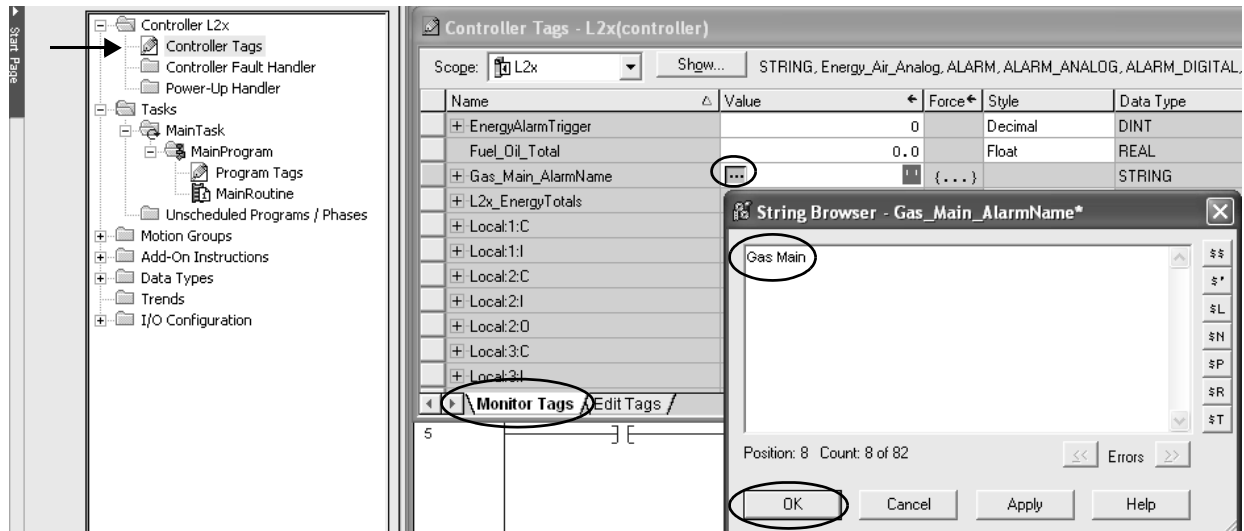 Start Page
Controller L2x
Controller Tags
Controller Fault Handler
Power-Up Handler
Tasks
MainTask
MainProgram
Program Tags
MainRoutine
Unscheduled Programs / Phases
Motion Groups
Add-On Instructions
Data Types
Trends
I/O Configuration
Controller Tags - L2x(controller)
Scope: L2x Show... STRING, Energy_Air_Analog, ALARM, ALARM_ANALOG, ALARM_DIGITAL,
Name Value Force Style Data Type
EnergyAlarmTrigger 0 Decimal DINT
Fuel_Oil_Total 0.0 Float REAL
Gas_Main_AlarmName ... '' {...} STRING
L2x_EnergyTotals
Local:1:C
Local:1:I
Local:2:C
Local:2:I
Local:2:O
Local:3:C
Local:3:I
Monitor Tags Edit Tags
5
String Browser - Gas_Main_AlarmName*
Gas Main
$$
$'
$L
$N
$P
$R
$T
Position: 8 Count: 8 of 82 << Errors >>
OK Cancel Apply Help